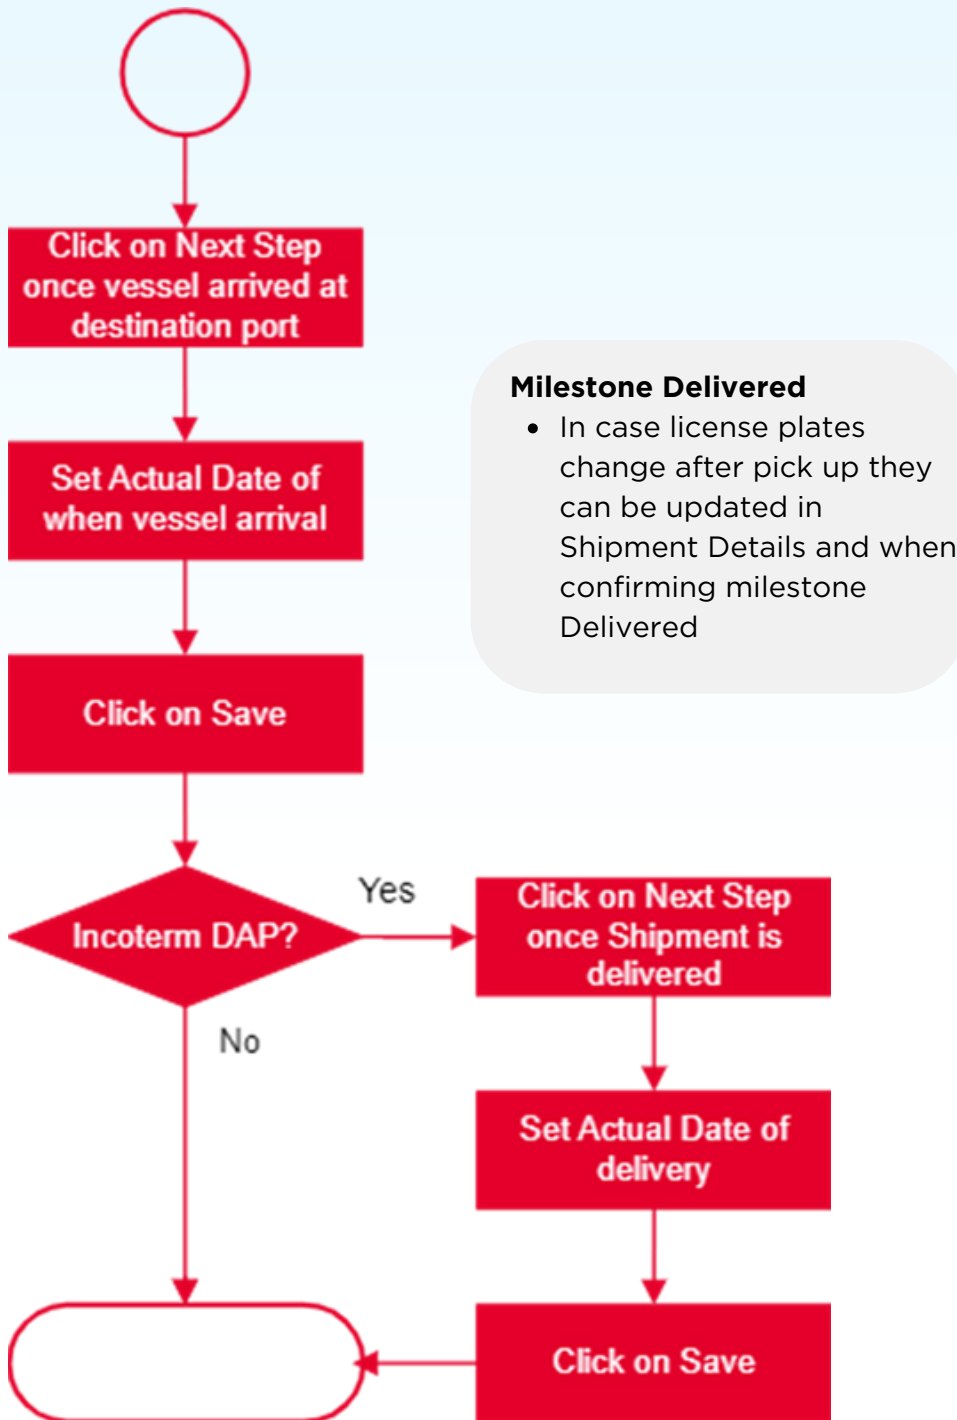 Click on Next Step
once vessel arrived at
destination port
Set Actual Date of
when vessel arrival
Click on Save
Milestone Delivered
• In case license plates
change after pick up they
can be updated in
Shipment Details and when
confirming milestone
Delivered
Incoterm DAP?
Yes
No
Click on Next Step
once Shipment is
delivered
Set Actual Date of
delivery
Click on Save